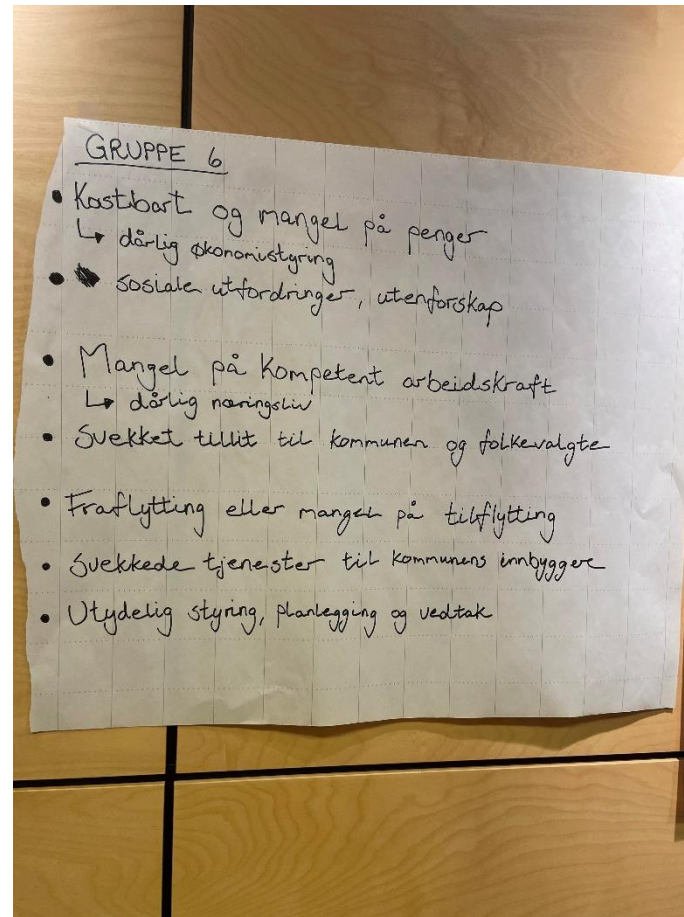 GRUPPE 6
• Kostbart og mangel på penger
↳ dårlig økonomistyring
• sosiale utfordringer, utenforskap
• Mangel på kompetent arbeidskraft
↳ dårlig næringsliv
• Svekket tillit til kommunen og folkevalgte
• Fraflytting eller mangel på tilflytting
• Svekkede tjenester til kommunens innbyggere
• Utydelig styring, planlegging og vedtak